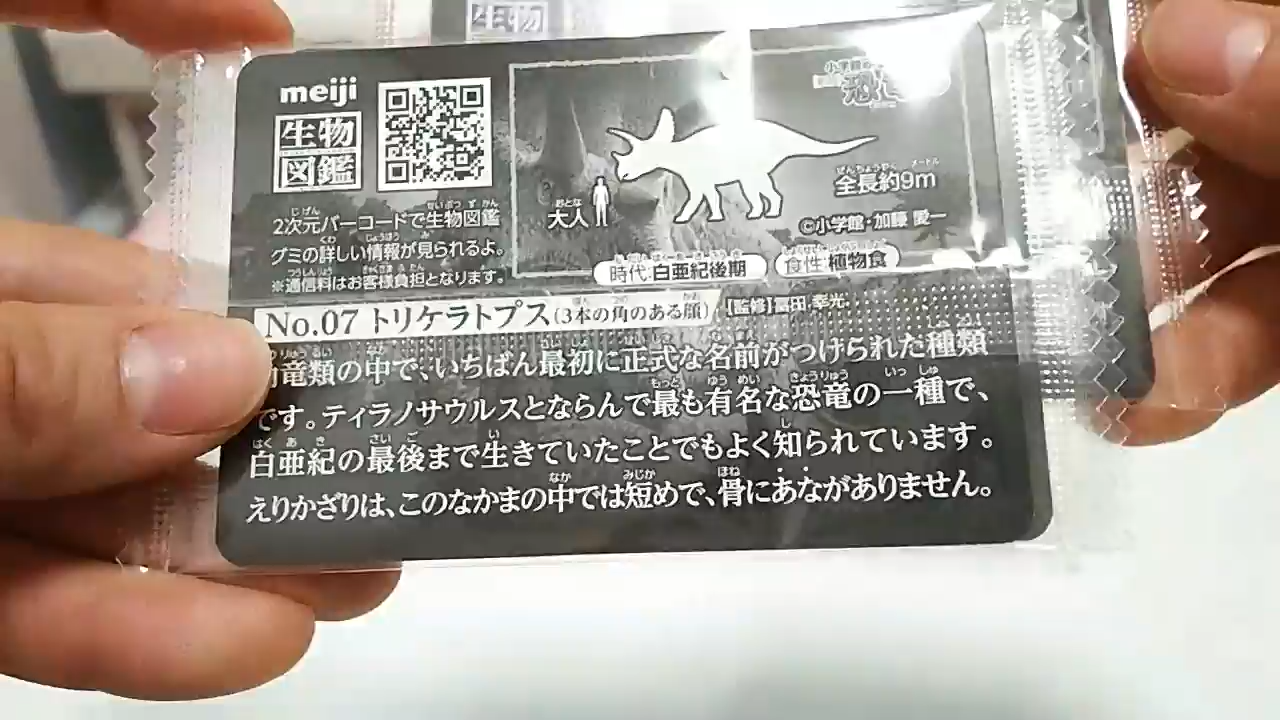 生物
meiji
生物
図鑑
2次元バーコードで生物図鑑
グミの詳しい情報が見られるよ。
※通信料はお客様負担となります。
小学館の
恐
大人
全長約9m
©小学館・加藤 愛一
時代:白亜紀後期
食性:植物食
No.07 トリケラトプス(3本の角のある顔)
【監修】冨田 幸光
竜類の中で、いちばん最初に正式な名前がつけられた種類
です。ティラノサウルスとならんで最も有名な恐竜の一種で、
白亜紀の最後まで生きていたことでもよく知られています。
えりかざりは、このなかまの中では短めで、骨にあながありません。